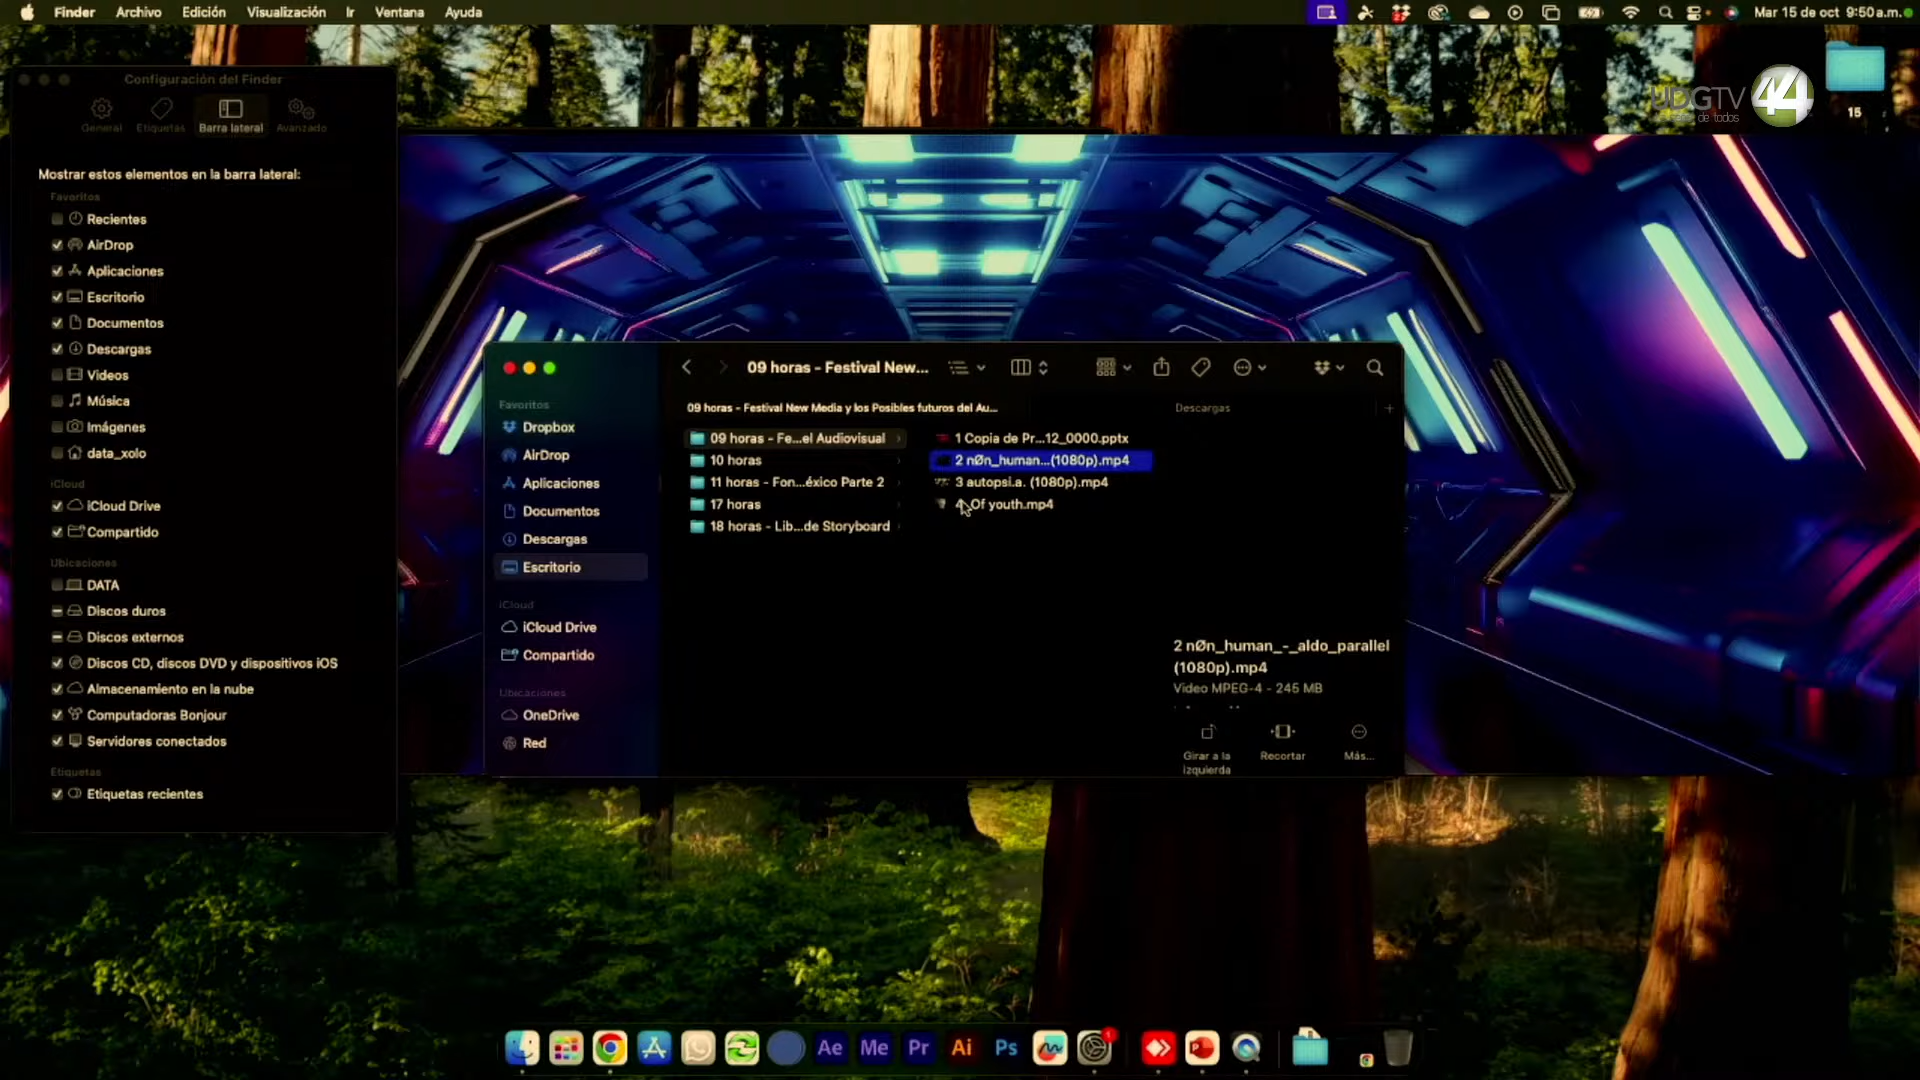 Finder Archivo Edición Visualización Ir Ventana Ayuda
Mar 15 de oct 9:50 a.m.
UDGTV 44
de todos
15
Configuración del Finder
General Etiquetas Barra lateral Avanzado
Mostrar estos elementos en la barra lateral:
Favoritos
Recientes
AirDrop
Aplicaciones
Escritorio
Documentos
Descargas
Videos
Música
Imágenes
data_xolo
iCloud
iCloud Drive
Compartido
Ubicaciones
DATA
Discos duros
Discos externos
Discos CD, discos DVD y dispositivos iOS
Almacenamiento en la nube
Computadoras Bonjour
Servidores conectados
Etiquetas
Etiquetas recientes
09 horas - Festival New...
Favoritos
Dropbox
AirDrop
Aplicaciones
Documentos
Descargas
Escritorio
iCloud
iCloud Drive
Compartido
Ubicaciones
OneDrive
Red
09 horas - Festival New Media y los Posibles futuros del Au...
Descargas
09 horas - Fe...el Audiovisual
10 horas
11 horas - Fon...éxico Parte 2
17 horas
18 horas - Lib...de Storyboard
1 Copia de Pr...12_0000.pptx
2 nØn_human...(1080p).mp4
3 autopsi.a. (1080p).mp4
4 Of youth.mp4
2 nØn_human_-_aldo_parallel
(1080p).mp4
Video MPEG-4 - 245 MB
Girar a la
izquierda
Recortar
Más...
Ae Me Pr Ai Ps
1